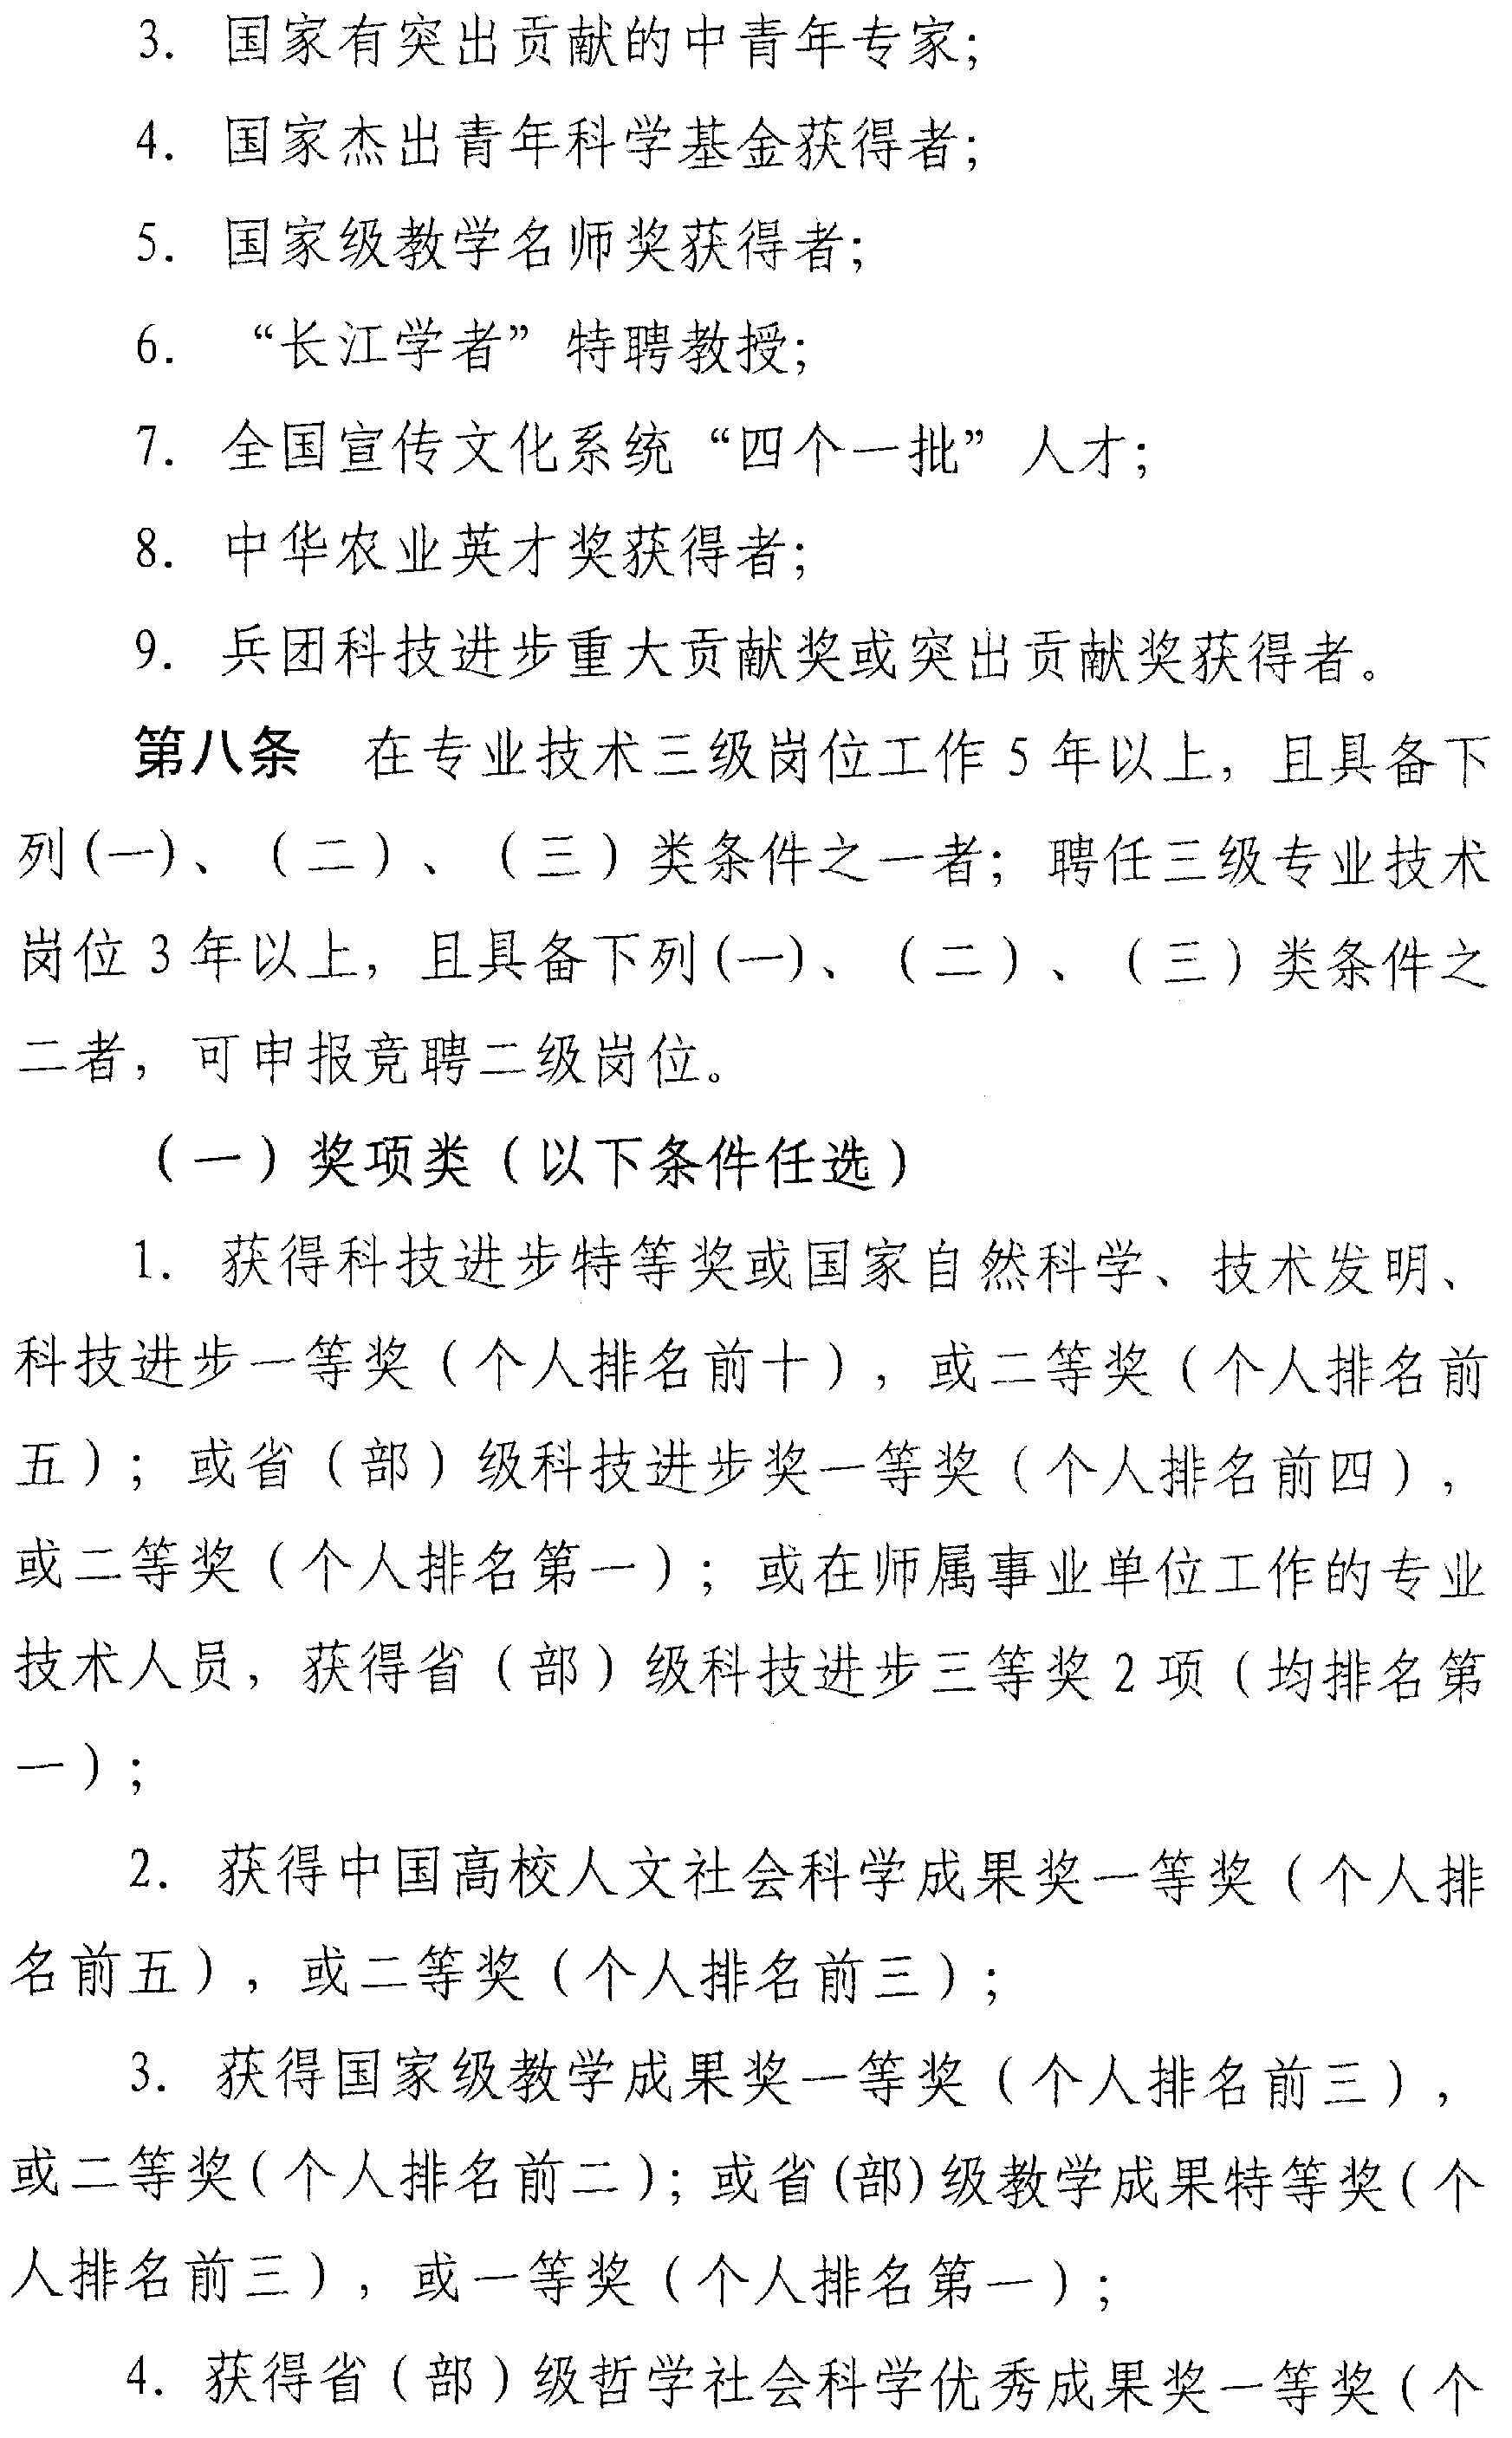 3. 国家有突出贡献的中青年专家;
4. 国家杰出青年科学基金获得者;
5. 国家级教学名师奖获得者;
6. “长江学者”特聘教授;
7. 全国宣传文化系统“四个一批”人才;
8. 中华农业英才奖获得者;
9. 兵团科技进步重大贡献奖或突出贡献奖获得者。
第八条 在专业技术三级岗位工作 5 年以上，且具备下
列(一)、（二）、（三）类条件之一者；聘任三级专业技术
岗位 3 年以上，且具备下列(一)、（二）、（三）类条件之
二者，可申报竞聘二级岗位。
（一）奖项类（以下条件任选）
1. 获得科技进步特等奖或国家自然科学、技术发明、
科技进步一等奖（个人排名前十），或二等奖（个人排名前
五）；或省（部）级科技进步奖一等奖（个人排名前四），
或二等奖（个人排名第一）；或在师属事业单位工作的专业
技术人员，获得省（部）级科技进步三等奖 2 项（均排名第
一）；
2. 获得中国高校人文社会科学成果奖一等奖（个人排
名前五），或二等奖（个人排名前三）；
3. 获得国家级教学成果奖一等奖（个人排名前三），
或二等奖(个人排名前二)；或省(部)级教学成果特等奖(个
人排名前三），或一等奖（个人排名第一）；
4. 获得省（部）级哲学社会科学优秀成果奖一等奖（个